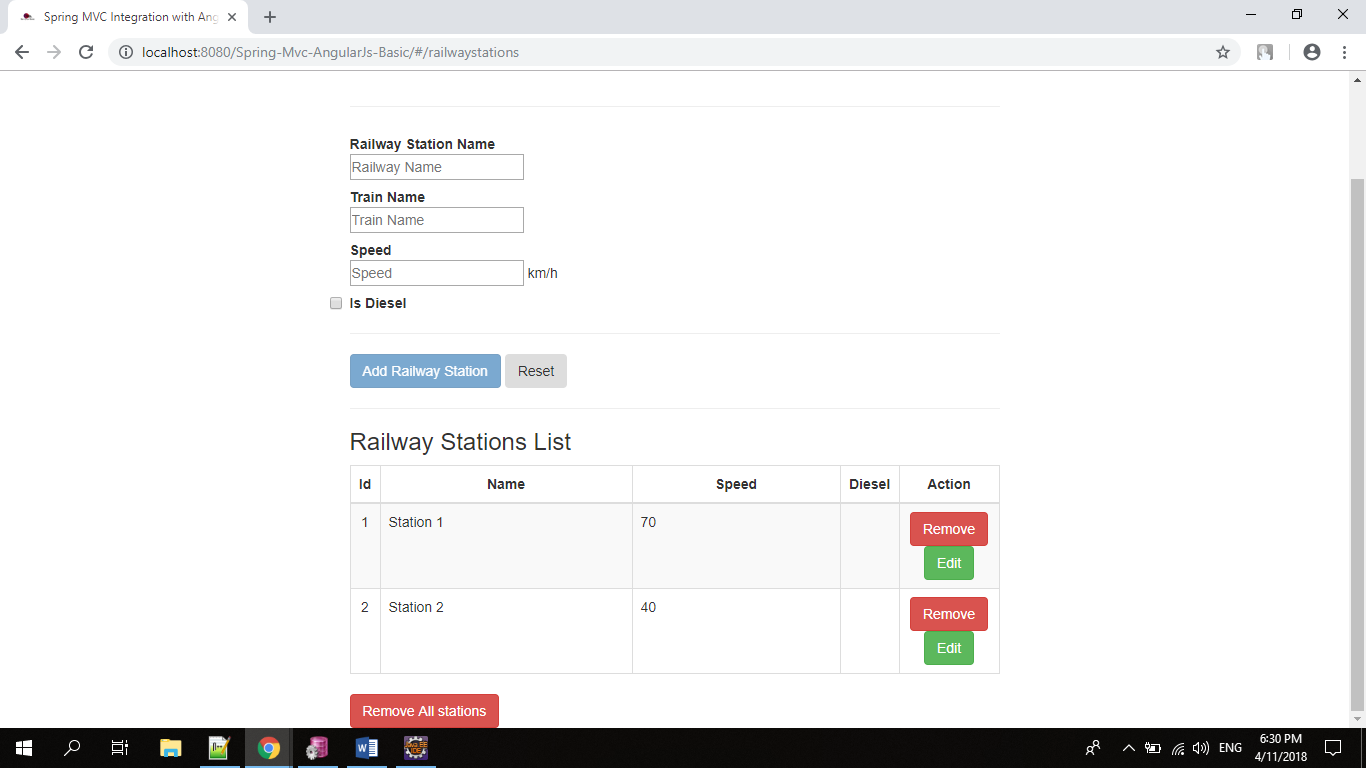 Spring MVC Integration with Ang
localhost:8080/Spring-Mvc-AngularJs-Basic/#/railwaystations
Railway Station Name
Railway Name
Train Name
Train Name
Speed
Speed km/h
Is Diesel
Add Railway Station Reset
Railway Stations List
Id Name Speed Diesel Action
1 Station 1 70 Remove
Edit
2 Station 2 40 Remove
Edit
Remove All stations
ENG
6:30 PM
4/11/2018